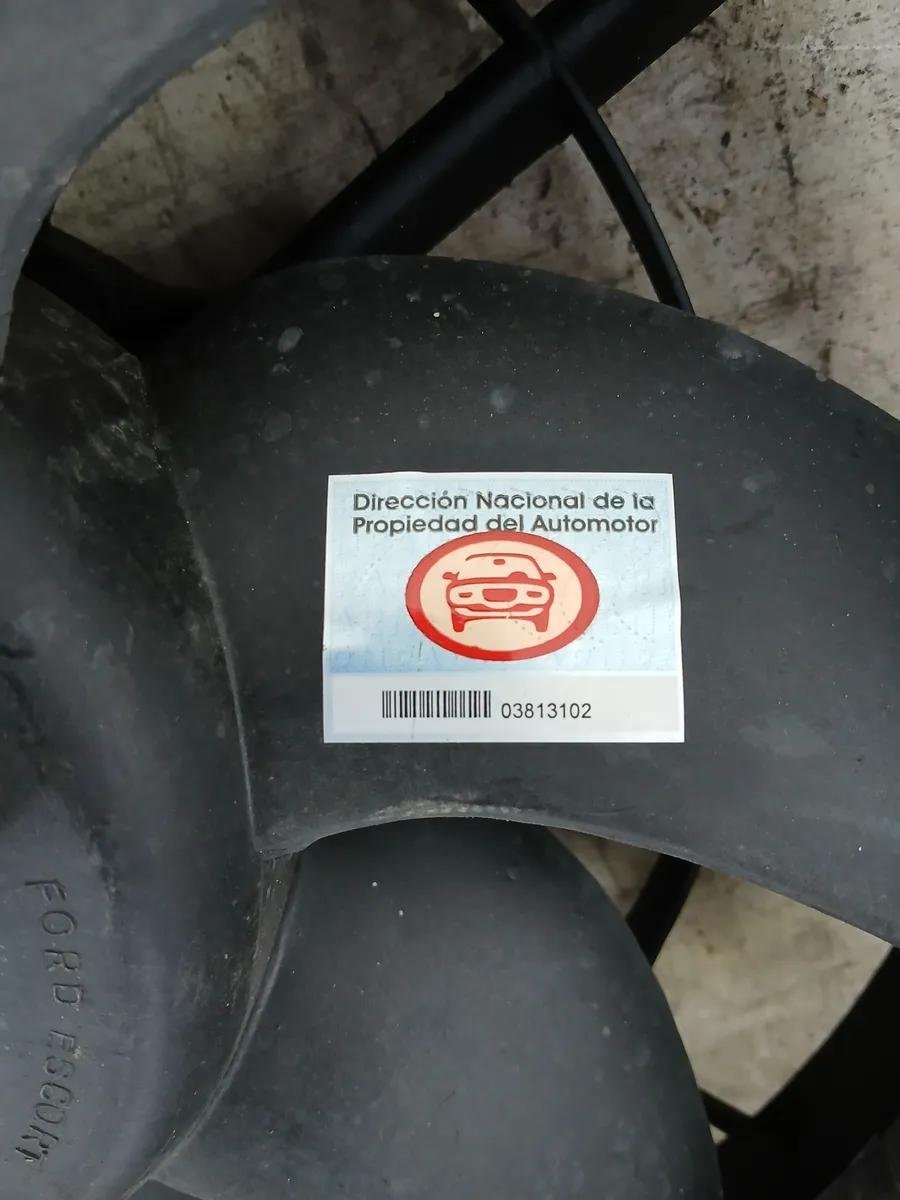 Dirección Nacional de la
Propiedad del Automotor
03813102
FORD ESCORT